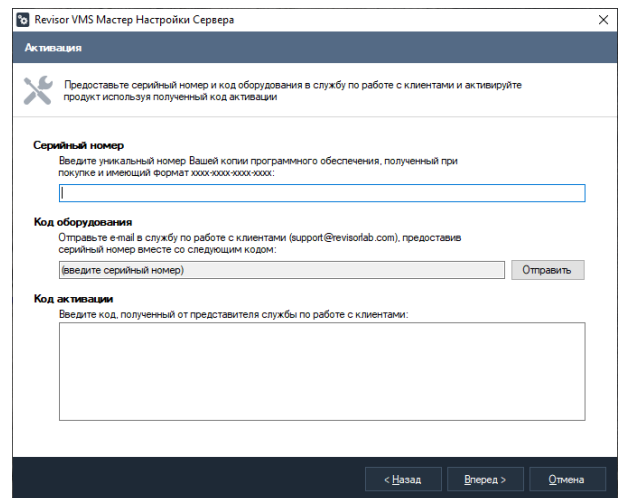 Revisor VMS Мастер Настройки Сервера
Активация
Предоставьте серийный номер и код оборудования в службу по работе с клиентами и активируйте
продукт используя полученный код активации
Серийный номер
Введите уникальный номер Вашей копии программного обеспечения, полученный при
покупке и имеющий формат xxxx-xxxx-xxxx-xxxx:
Код оборудования
Отправьте e-mail в службу по работе с клиентами (support@revisorlab.com), предоставив
серийный номер вместе со следующим кодом:
(введите серийный номер)
Отправить
Код активации
Введите код, полученный от представителя службы по работе с клиентами:
< Назад
Вперед >
Отмена